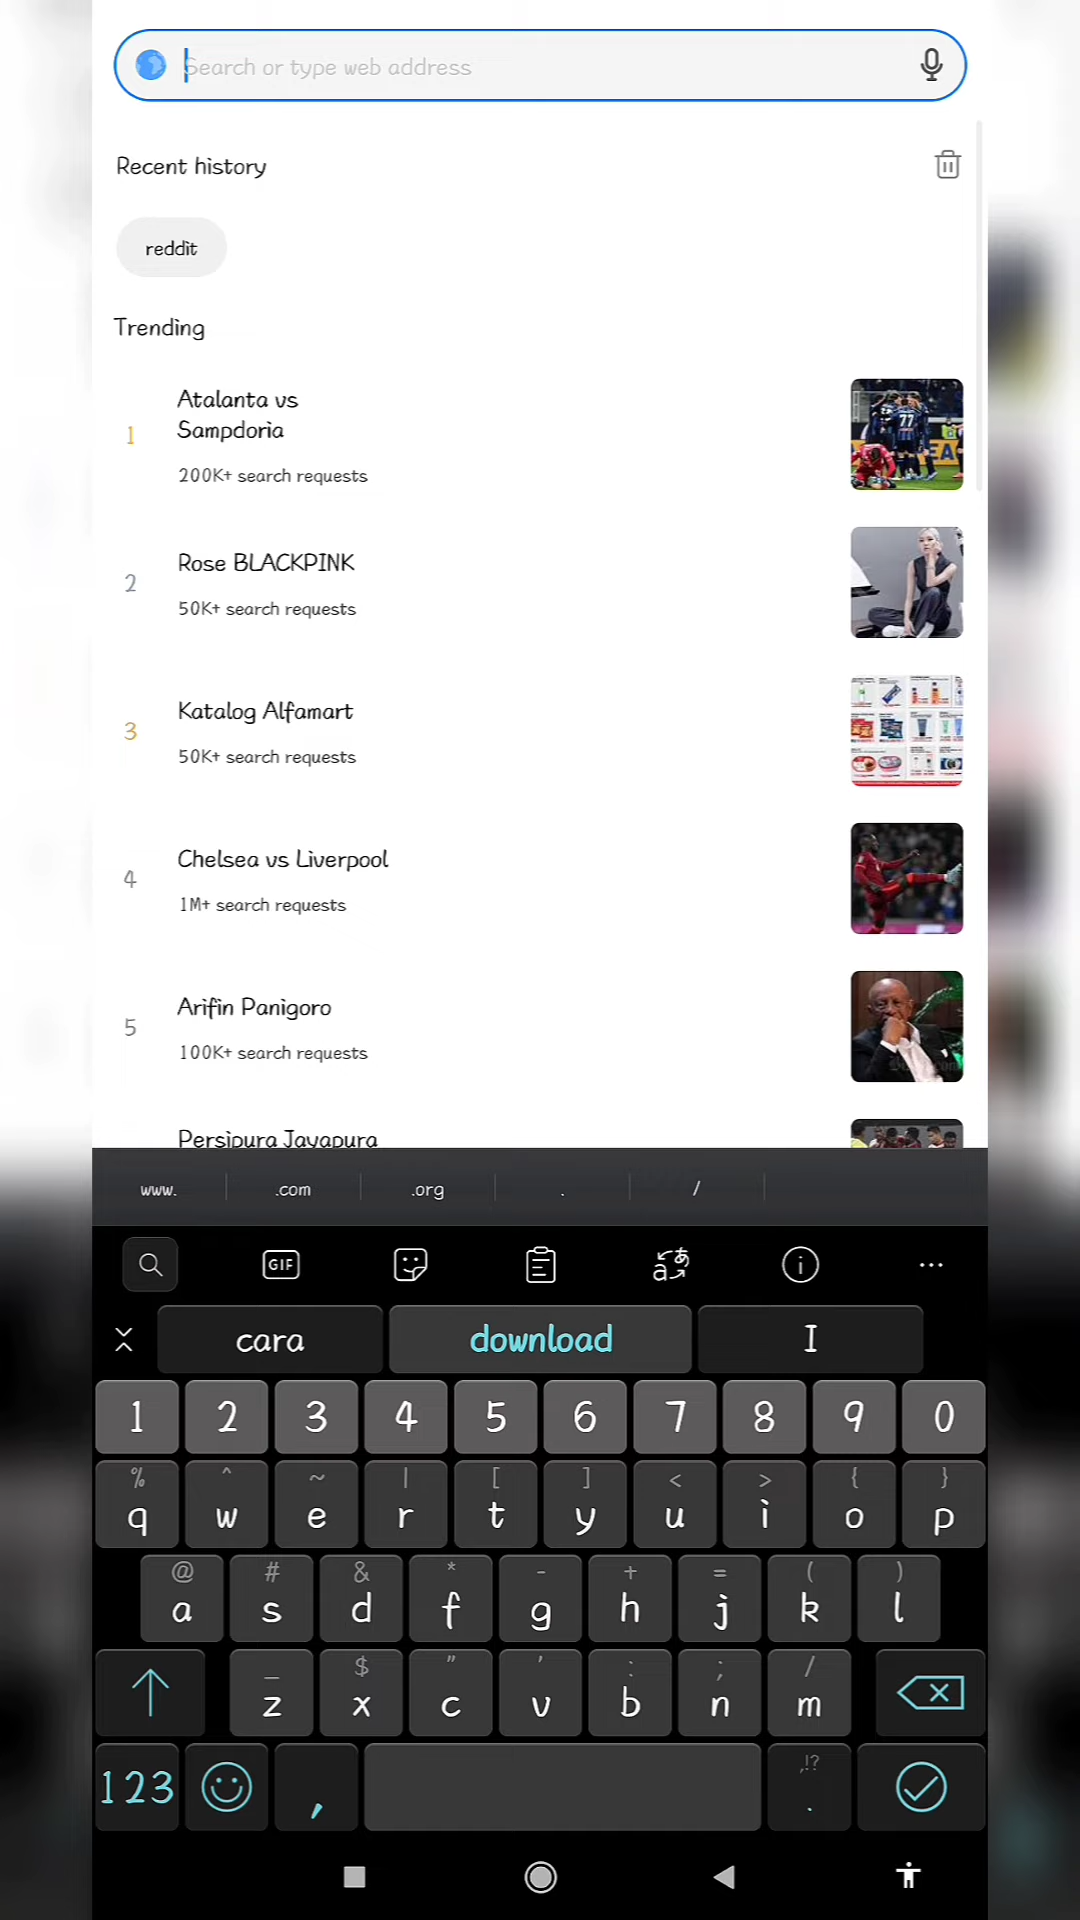 Search or type web address
Recent history
reddit
Trending
1
Atalanta vs
Sampdoria
200K+ search requests
2
Rose BLACKPINK
50K+ search requests
3
Katalog Alfamart
50K+ search requests
4
Chelsea vs Liverpool
1M+ search requests
5
Arifin Panigoro
100K+ search requests
Persipura Jayapura
www. .com .org . /
GIF
cara download I
1 2 3 4 5 6 7 8 9 0
% ^ ~ | [ ] < > { }
q w e r t y u i o p
@ # & * - + = ( )
a s d f g h j k l
_ $ " ' : ; /
z x c v b n m
,!?
123 , .